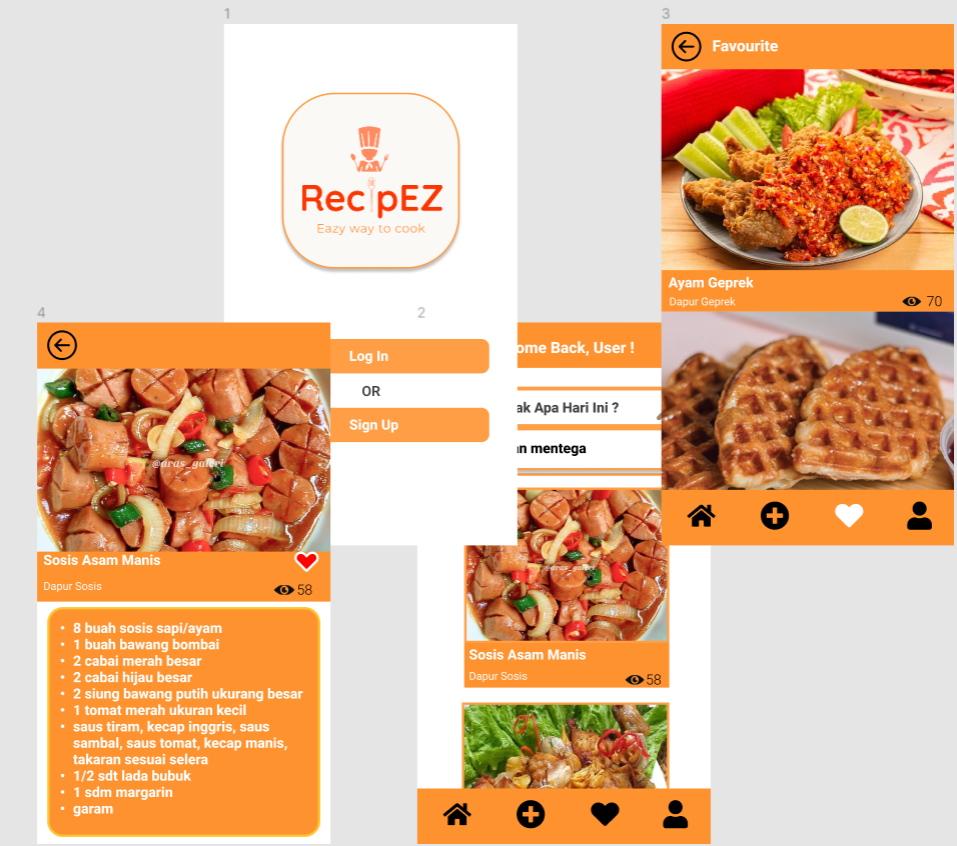 1
RecipEZ
Eazy way to cook
Log In
OR
Sign Up
2
ome Back, User !
ak Apa Hari Ini ?
an mentega
@aras_galeri
Sosis Asam Manis
Dapur Sosis
58
3
Favourite
Ayam Geprek
Dapur Geprek
70
4
@aras_galeri
Sosis Asam Manis
Dapur Sosis
58
• 8 buah sosis sapi/ayam
• 1 buah bawang bombai
• 2 cabai merah besar
• 2 cabai hijau besar
• 2 siung bawang putih ukurang besar
• 1 tomat merah ukuran kecil
• saus tiram, kecap inggris, saus
sambal, saus tomat, kecap manis,
takaran sesuai selera
• 1/2 sdt lada bubuk
• 1 sdm margarin
• garam